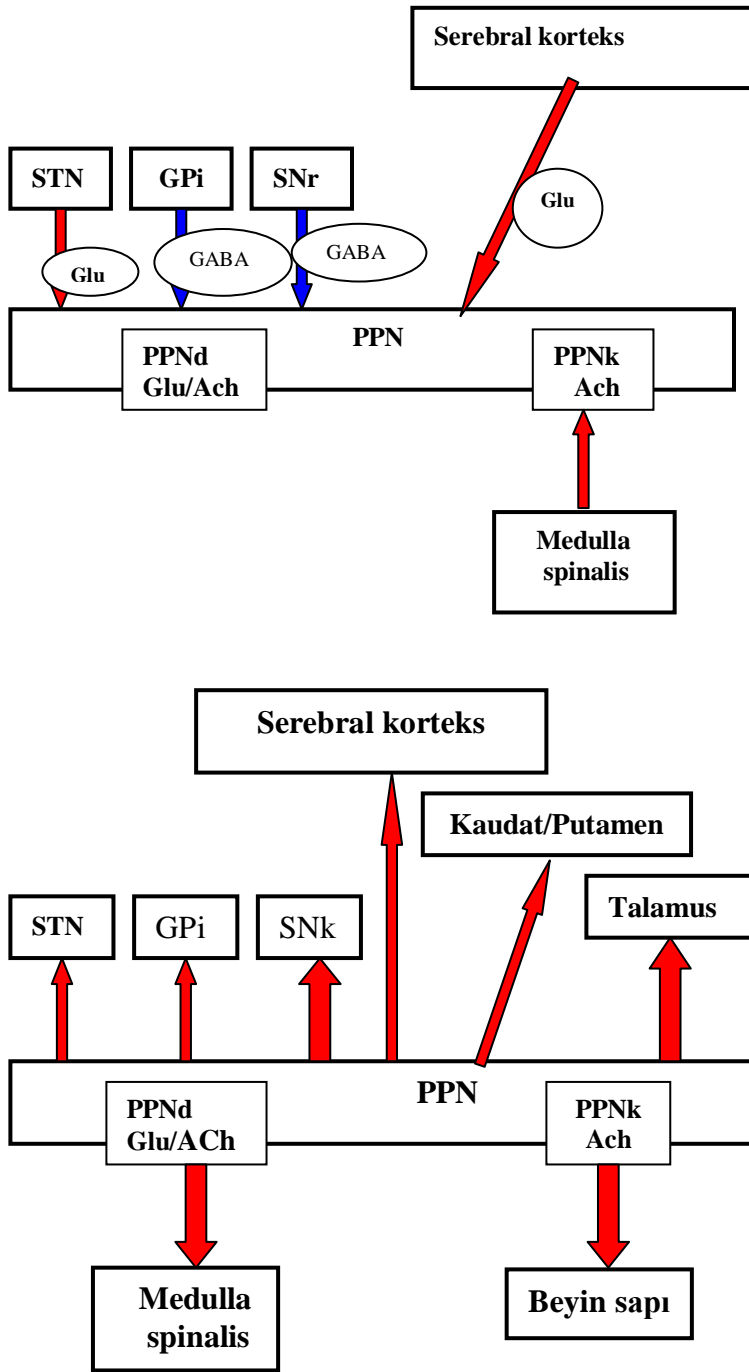 Serebral korteks
STN
GPi
SNr
Glu
GABA
GABA
Glu
PPN
PPNd
Glu/Ach
PPNk
Ach
Medulla
spinalis
Serebral korteks
Kaudat/Putamen
STN
GPi
SNk
Talamus
PPN
PPNd
Glu/ACh
PPNk
Ach
Medulla
spinalis
Beyin sapı